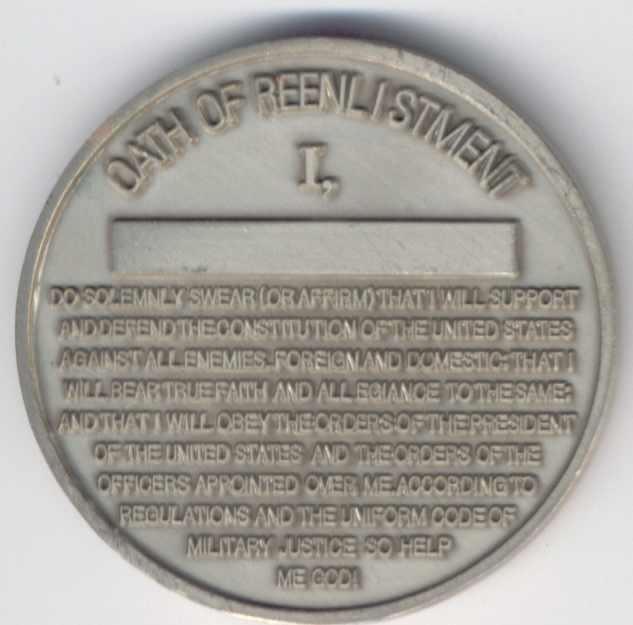 OATH OF REENLISTMENT
I,
DO SOLEMNLY SWEAR (OR AFFIRM) THAT I WILL SUPPORT
AND DEFEND THE CONSTITUTION OF THE UNITED STATES
AGAINST ALL ENEMIES. FOREIGN AND DOMESTIC: THAT I
WILL BEAR TRUE FAITH AND ALLEGIANCE TO THE SAME:
AND THAT I WILL OBEY THE ORDERS OF THE PRESIDENT
OF THE UNITED STATES AND THE ORDERS OF THE
OFFICERS APPOINTED OVER ME. ACCORDING TO
REGULATIONS AND THE UNIFORM CODE OF
MILITARY JUSTICE SO HELP
ME GOD!